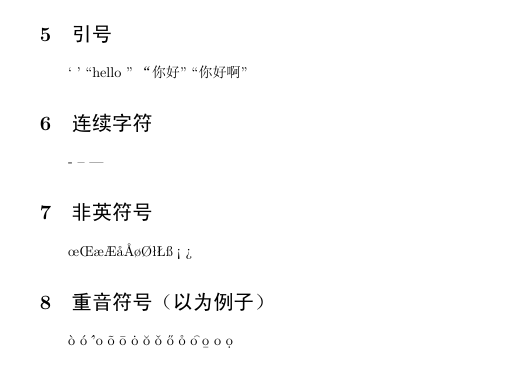 5 引号
‘ ’ “hello ” “你好” “你好啊”
6 连续字符
- – —
7 非英符号
œŒæÆåÅøØłŁß ¡ ¿
8 重音符号（以为例子）
ò ó ̂o õ ō ȯ ŏ ǒ ő o̊ o͡ o̲ o ọ